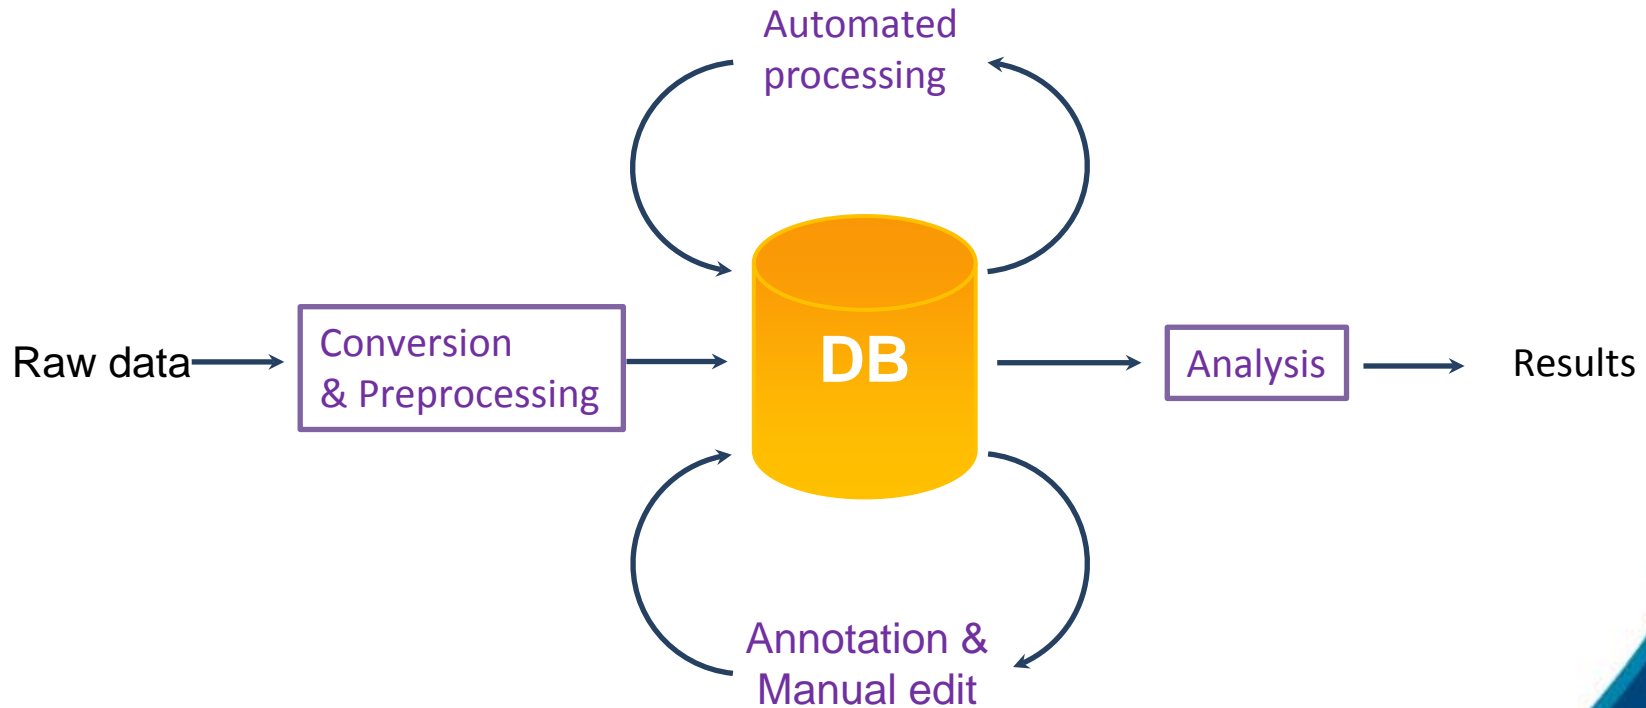 Automated
processing
Raw data
Conversion
& Preprocessing
DB
Analysis
Results
Annotation &
Manual edit